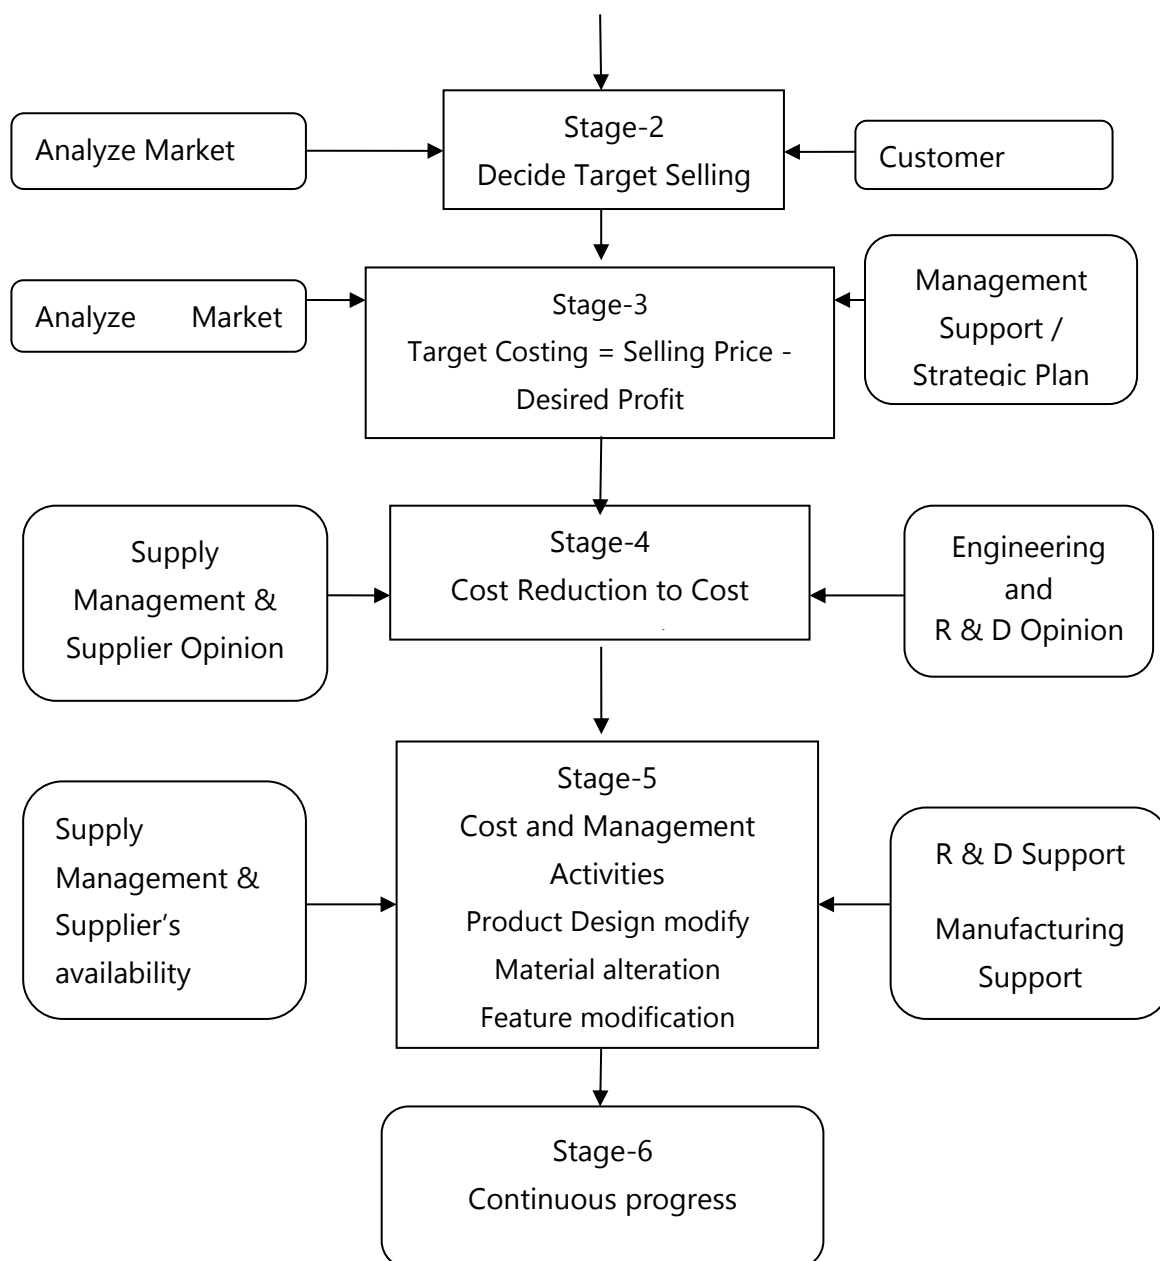 Stage-2
Decide Target Selling
Analyze Market
Customer
Stage-3
Target Costing = Selling Price -
Desired Profit
Analyze Market
Management
Support /
Strategic Plan
Stage-4
Cost Reduction to Cost
Supply
Management &
Supplier Opinion
Engineering
and
R & D Opinion
Stage-5
Cost and Management
Activities
Product Design modify
Material alteration
Feature modification
Supply
Management &
Supplier’s
availability
R & D Support
Manufacturing
Support
Stage-6
Continuous progress